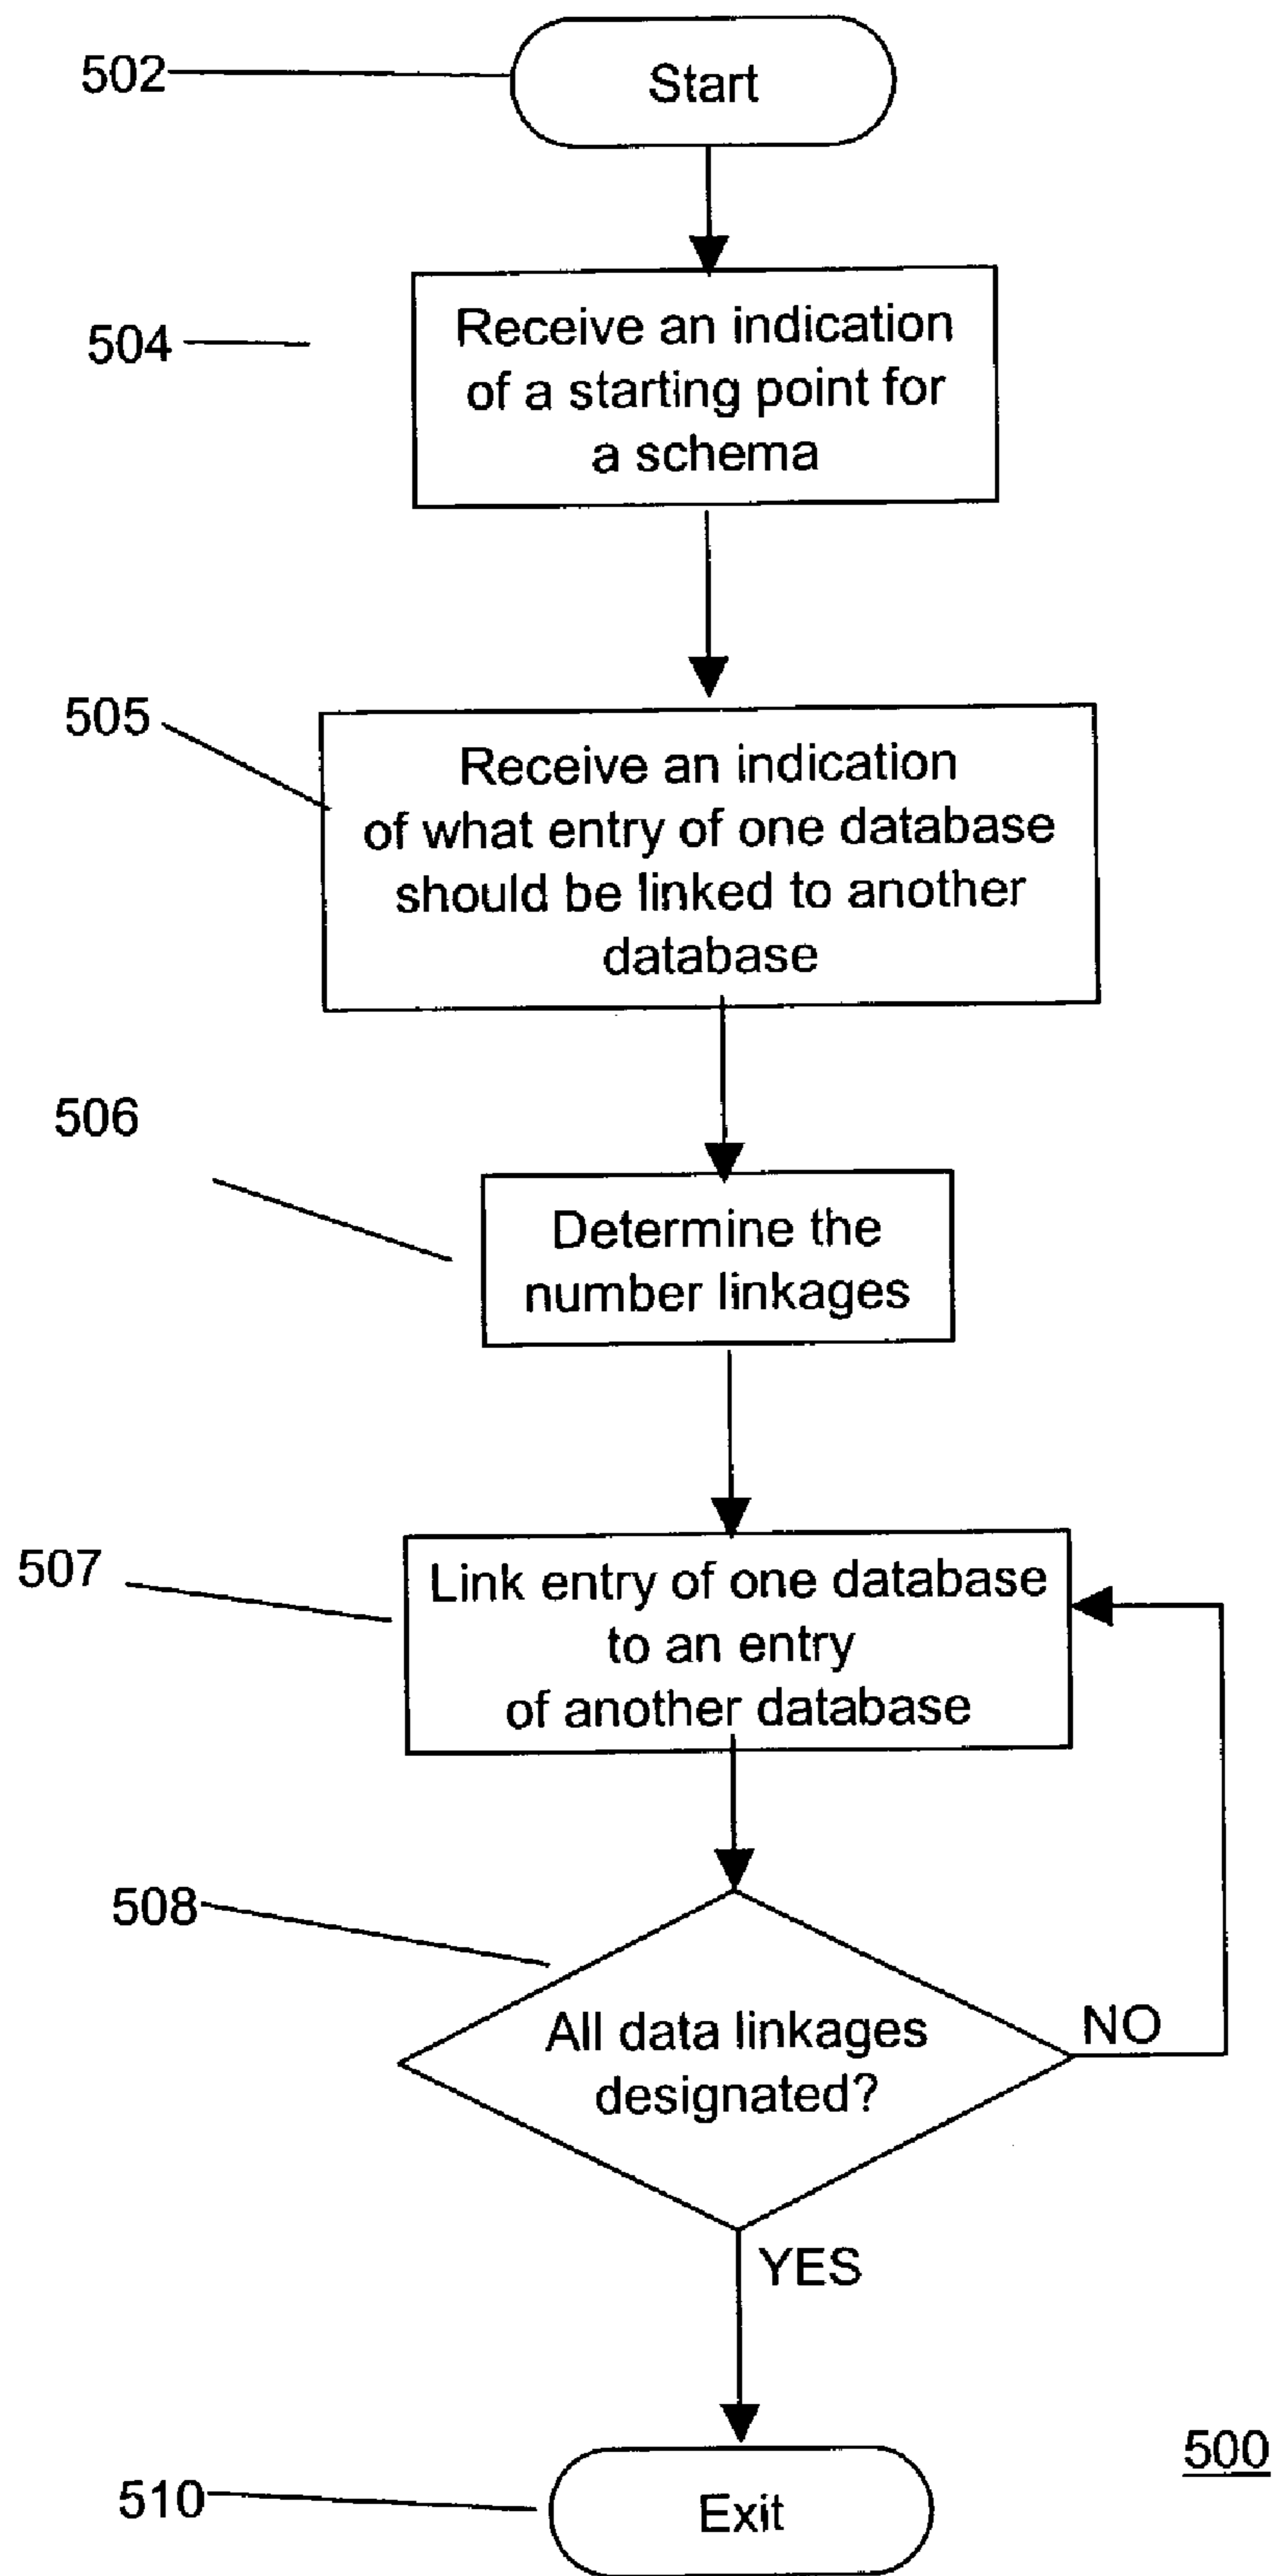 502
Start
504
Receive an indication
of a starting point for
a schema
505
Receive an indication
of what entry of one database
should be linked to another
database
506
Determine the
number linkages
507
Link entry of one database
to an entry
of another database
508
All data linkages
designated?
NO
YES
500
510
Exit